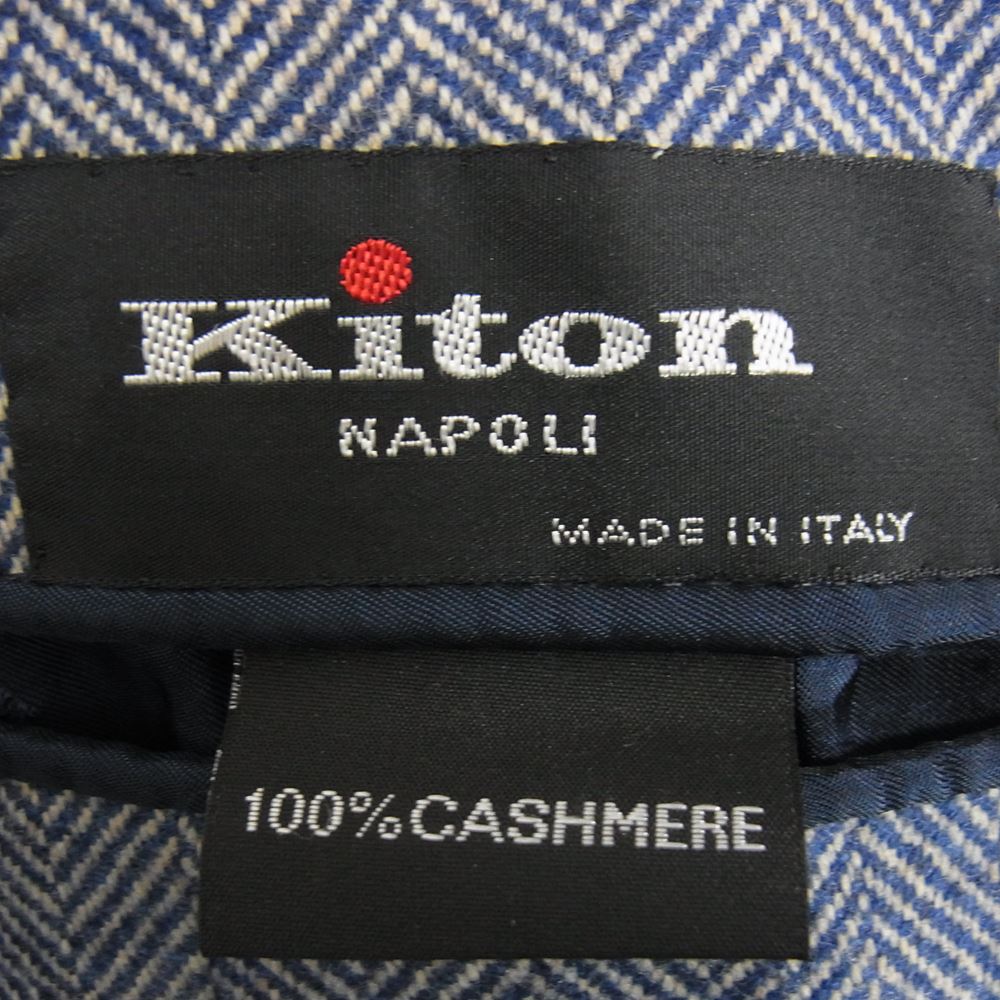 Kiton
NAPOLI
MADE IN ITALY
100% CASHMERE